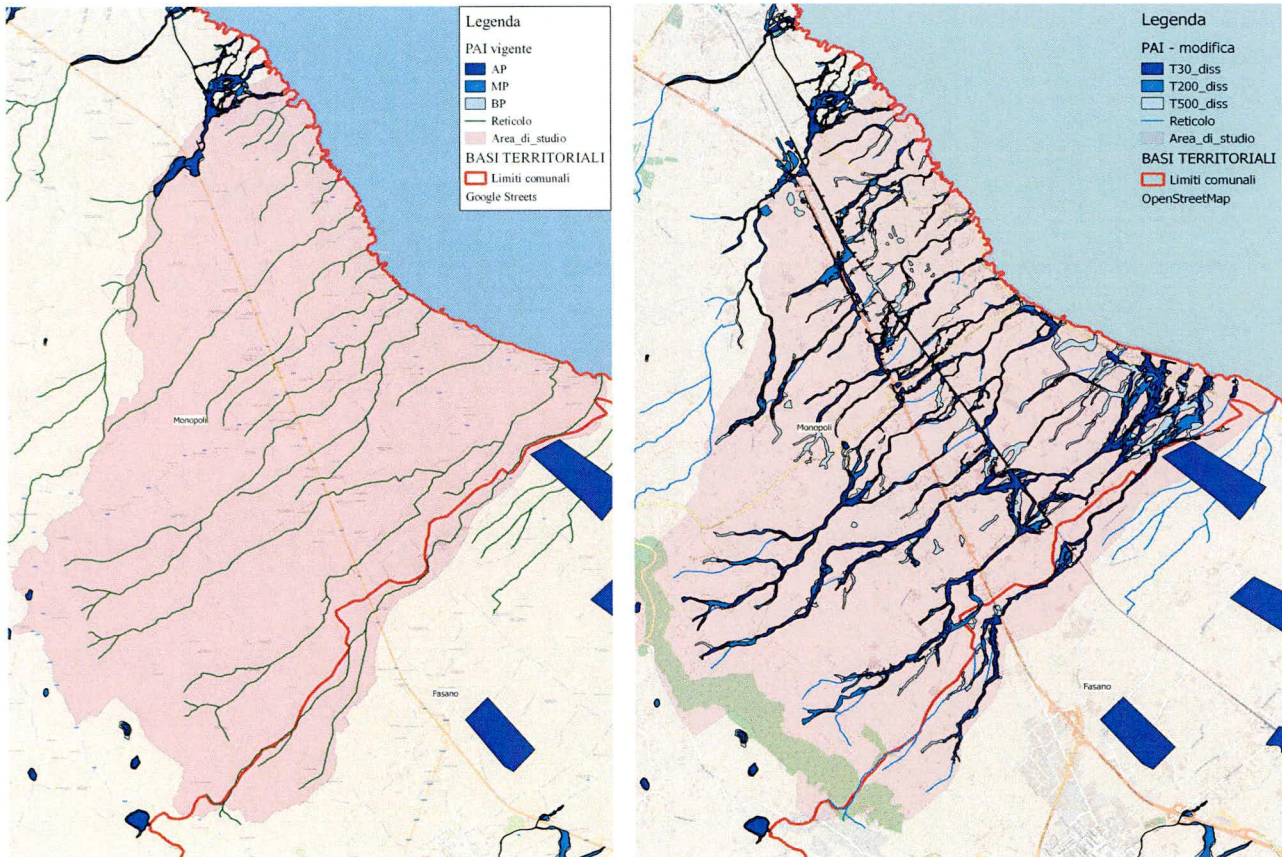 Legenda
PAI vigente
AP
MP
BP
Reticolo
Area_di_studio
BASI TERRITORIALI
Limiti comunali
Google Streets
Monopoli
Fasano
Legenda
PAI - modifica
T30_diss
T200_diss
T500_diss
Reticolo
Area_di_studio
BASI TERRITORIALI
Limiti comunali
OpenStreetMap
Monopoli
Fasano